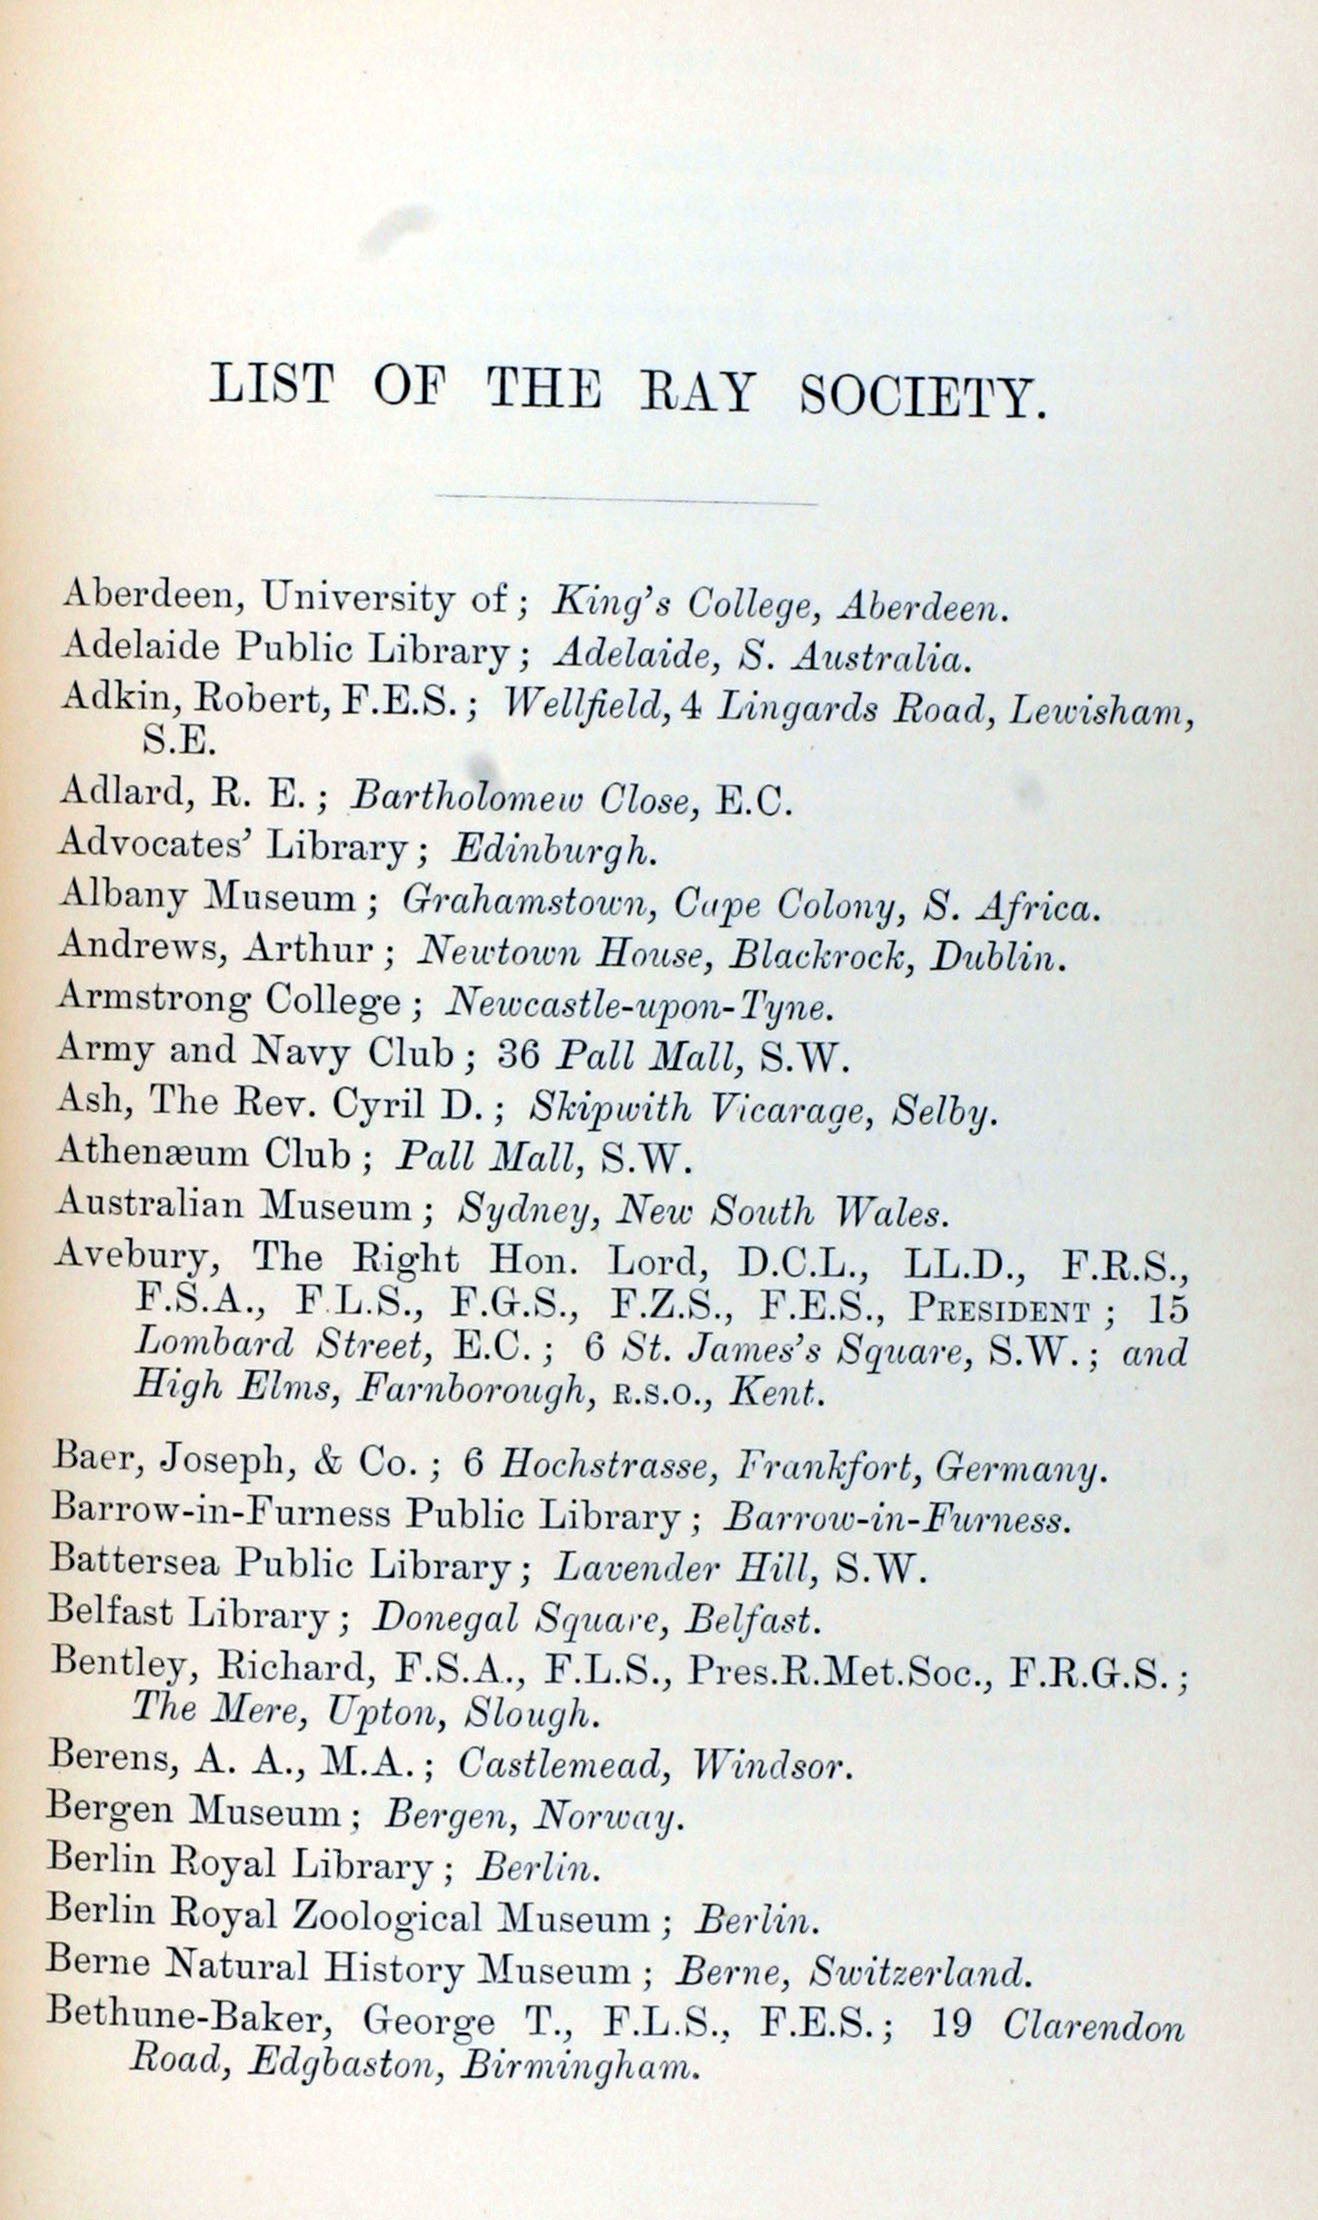 LIST OF THE RAY SOCIETY.
Aberdeen, University of; King's College, Aberdeen.
Adelaide Public Library; Adelaide, S. Australia.
Adkin, Robert, F.E.S.; Wellfield, 4 Lingards Road, Lewisham,
S.E.
Adlard, R. E.; Bartholomew Close, E.C.
Advocates' Library; Edinburgh.
Albany Museum; Grahamstown, Cape Colony, S. Africa.
Andrews, Arthur; Newtown House, Blackrock, Dublin.
Armstrong College; Newcastle-upon-Tyne.
Army and Navy Club; 36 Pall Mall, S.W.
Ash, The Rev. Cyril D.; Skipwith Vicarage, Selby.
Athenæum Club; Pall Mall, S.W.
Australian Museum; Sydney, New South Wales.
Avebury, The Right Hon. Lord, D.C.L., LL.D., F.R.S.,
F.S.A., F.L.S., F.G.S., F.Z.S., F.E.S., PRESIDENT; 15
Lombard Street, E.C.; 6 St. James's Square, S.W.; and
High Elms, Farnborough, R.S.O., Kent.
Baer, Joseph, & Co.; 6 Hochstrasse, Frankfort, Germany.
Barrow-in-Furness Public Library; Barrow-in-Furness.
Battersea Public Library; Lavender Hill, S.W.
Belfast Library; Donegal Square, Belfast.
Bentley, Richard, F.S.A., F.L.S., Pres.R.Met.Soc., F.R.G.S.;
The Mere, Upton, Slough.
Berens, A. A., M.A.; Castlemead, Windsor.
Bergen Museum; Bergen, Norway.
Berlin Royal Library; Berlin.
Berlin Royal Zoological Museum; Berlin.
Berne Natural History Museum; Berne, Switzerland.
Bethune-Baker, George T., F.L.S., F.E.S.; 19 Clarendon
Road, Edgbaston, Birmingham.